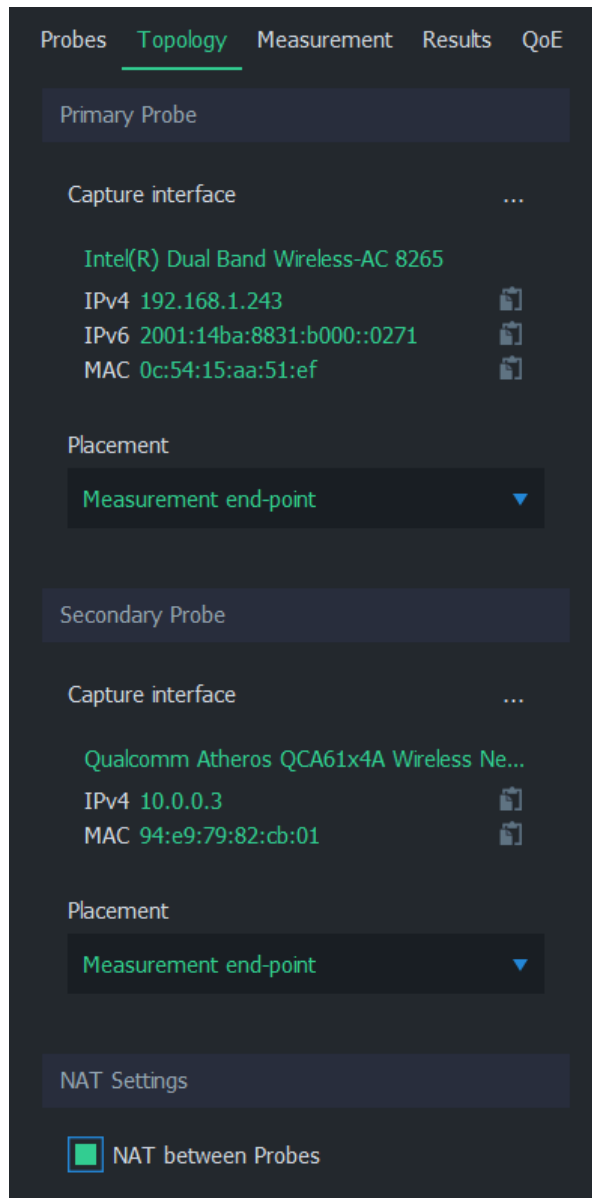 Probes Topology Measurement Results QoE
Primary Probe
Capture interface ...
Intel(R) Dual Band Wireless-AC 8265
IPv4 192.168.1.243
IPv6 2001:14ba:8831:b000::0271
MAC 0c:54:15:aa:51:ef
Placement
Measurement end-point
Secondary Probe
Capture interface ...
Qualcomm Atheros QCA61x4A Wireless Ne...
IPv4 10.0.0.3
MAC 94:e9:79:82:cb:01
Placement
Measurement end-point
NAT Settings
NAT between Probes